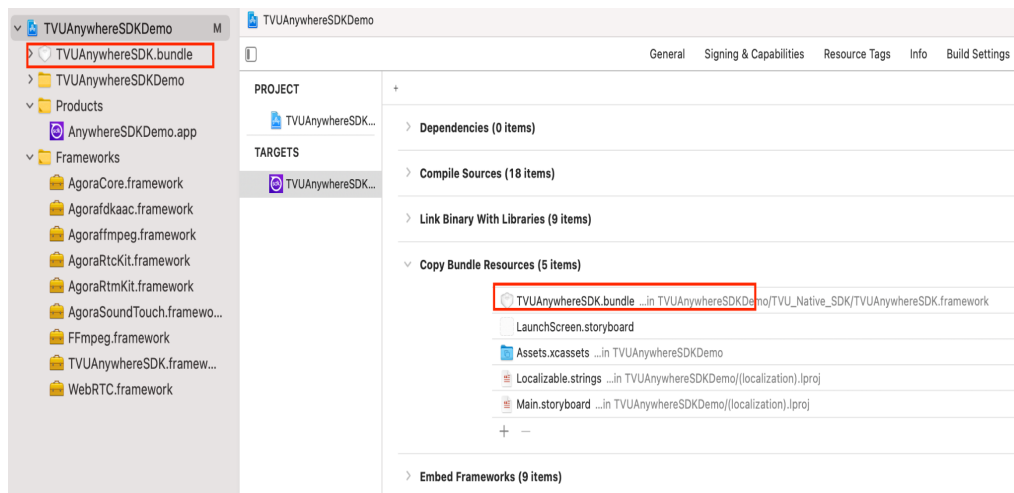 TVUAnywhereSDKDemo M
TVUAnywhereSDK.bundle
TVUAnywhereSDKDemo
Products
AnywhereSDKDemo.app
Frameworks
AgoraCore.framework
Agorafdkaac.framework
Agoraffmpeg.framework
AgoraRtcKit.framework
AgoraRtmKit.framework
AgoraSoundTouch.framewo...
FFmpeg.framework
TVUAnywhereSDK.framew...
WebRTC.framework
TVUAnywhereSDKDemo
General Signing & Capabilities Resource Tags Info Build Settings
PROJECT
TVUAnywhereSDK...
TARGETS
TVUAnywhereSDK...
+
Dependencies (0 items)
Compile Sources (18 items)
Link Binary With Libraries (9 items)
Copy Bundle Resources (5 items)
TVUAnywhereSDK.bundle ...in TVUAnywhereSDKDemo/TVU_Native_SDK/TVUAnywhereSDK.framework
LaunchScreen.storyboard
Assets.xcassets ...in TVUAnywhereSDKDemo
Localizable.strings ...in TVUAnywhereSDKDemo/(localization).lproj
Main.storyboard ...in TVUAnywhereSDKDemo/(localization).lproj
+ −
Embed Frameworks (9 items)